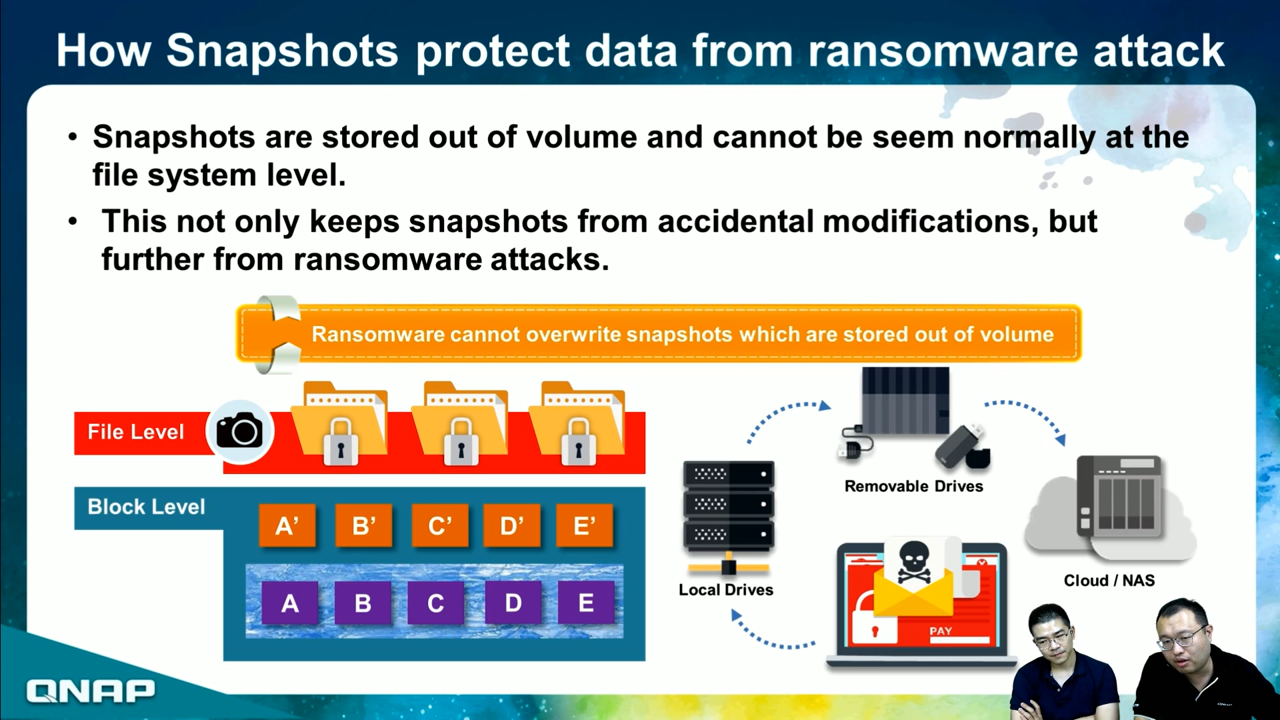 How Snapshots protect data from ransomware attack
• Snapshots are stored out of volume and cannot be seem normally at the
file system level.
• This not only keeps snapshots from accidental modifications, but
further from ransomware attacks.
Ransomware cannot overwrite snapshots which are stored out of volume
File Level
Block Level
A’ B’ C’ D’ E’
A B C D E
Removable Drives
Local Drives
Cloud / NAS
PAY
QNAP